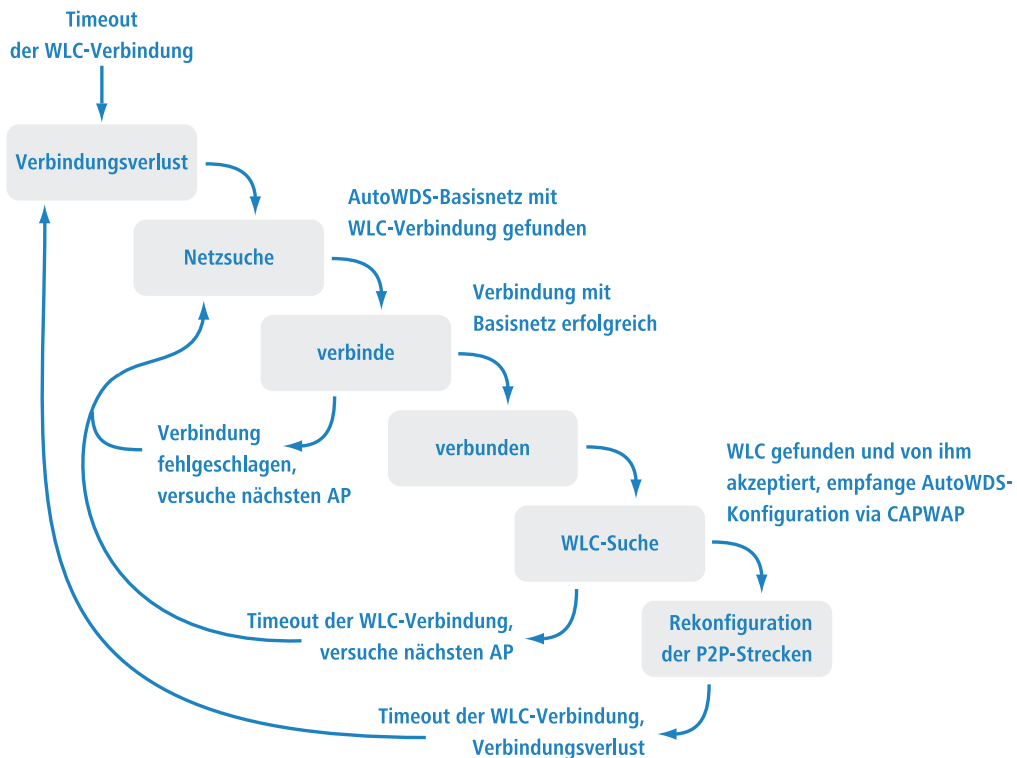 Timeout
der WLC-Verbindung
Verbindungsverlust
AutoWDS-Basisnetz mit
WLC-Verbindung gefunden
Netzsuche
Verbindung mit
Basisnetz erfolgreich
verbinde
Verbindung
fehlgeschlagen,
versuche nächsten AP
verbunden
WLC gefunden und von ihm
akzeptiert, empfange AutoWDS-
Konfiguration via CAPWAP
WLC-Suche
Timeout der WLC-Verbindung,
versuche nächsten AP
Rekonfiguration
der P2P-Strecken
Timeout der WLC-Verbindung,
Verbindungsverlust